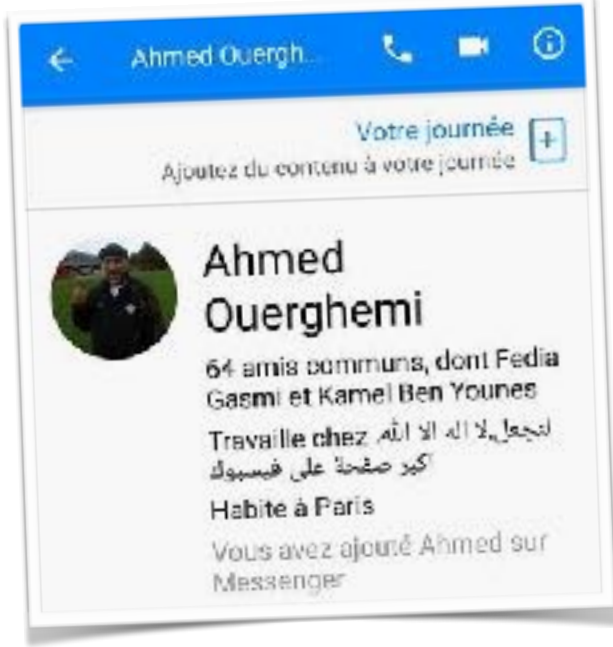 Ahmed Ouergh...
Votre journée
Ajoutez du contenu à votre journée
Ahmed
Ouerghemi
64 amis communs, dont Fedia
Gasmi et Kamel Ben Younes
Travaille chez لنجعل,لا اله الا الله
اكبر صفحة على فيسبوك
Habite à Paris
Vous avez ajouté Ahmed sur
Messenger